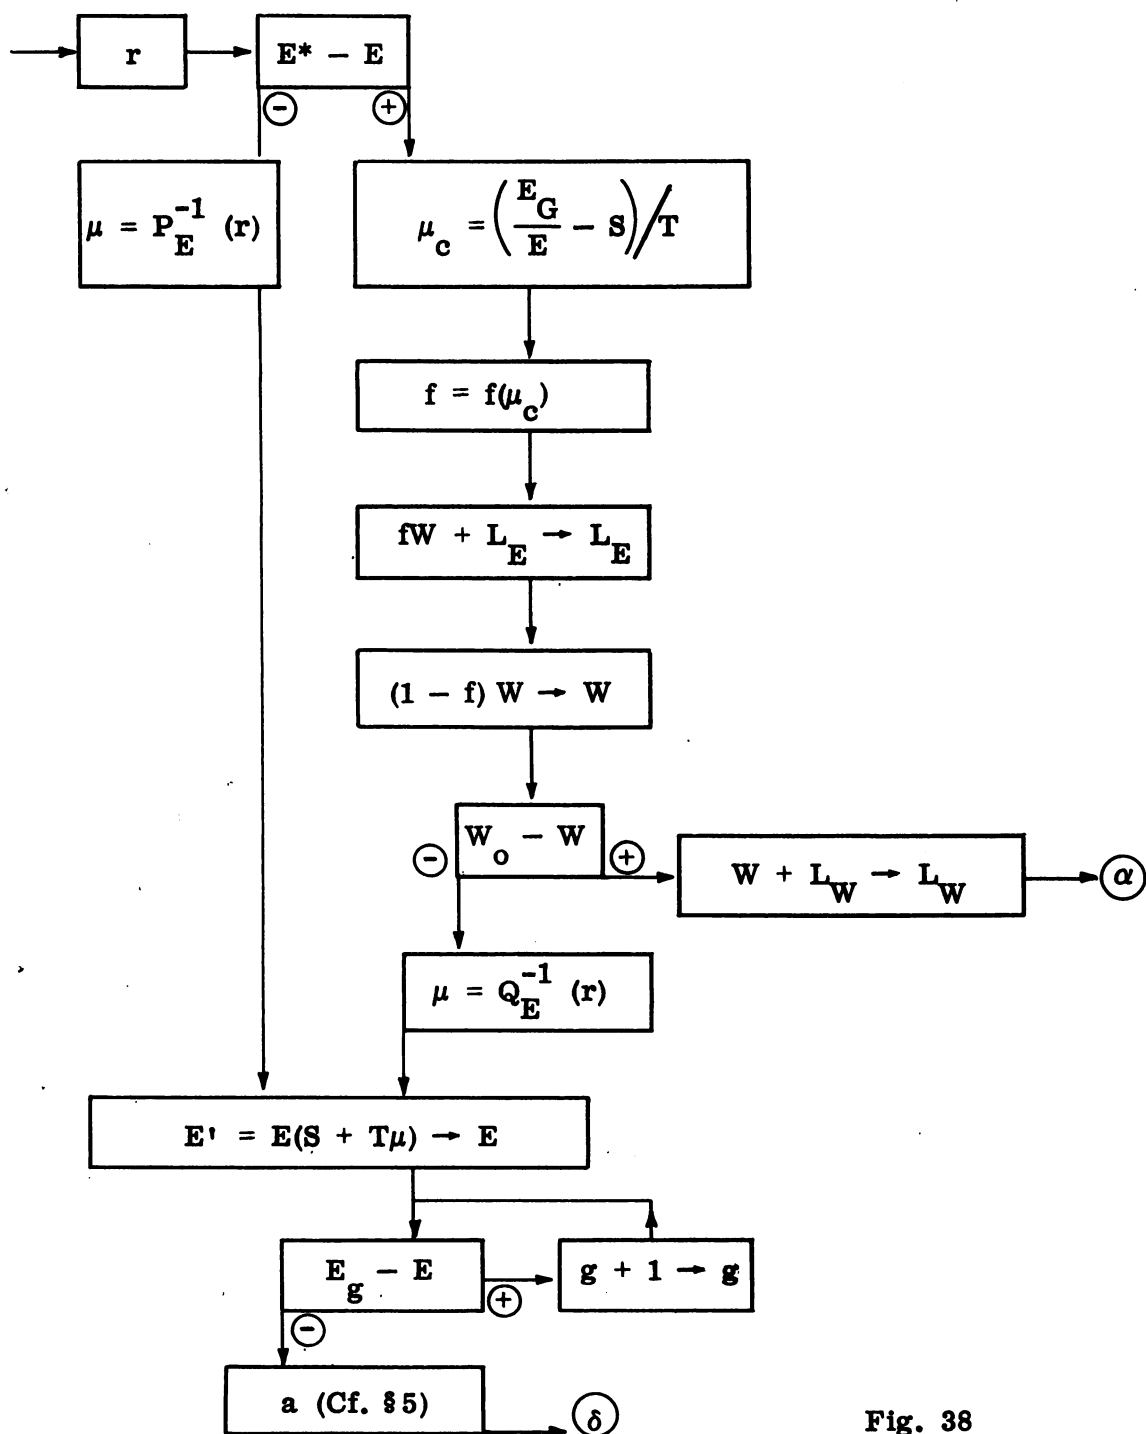 r
E* − E
− +
μ = P_E^{-1} (r)
μ_c = (E_G / E − S) / T
f = f(μ_c)
fW + L_E → L_E
(1 − f) W → W
W_o − W
− +
W + L_W → L_W
α
μ = Q_E^{-1} (r)
E' = E(S + Tμ) → E
E_g − E
+
g + 1 → g
−
a (Cf. §5)
δ
Fig. 38